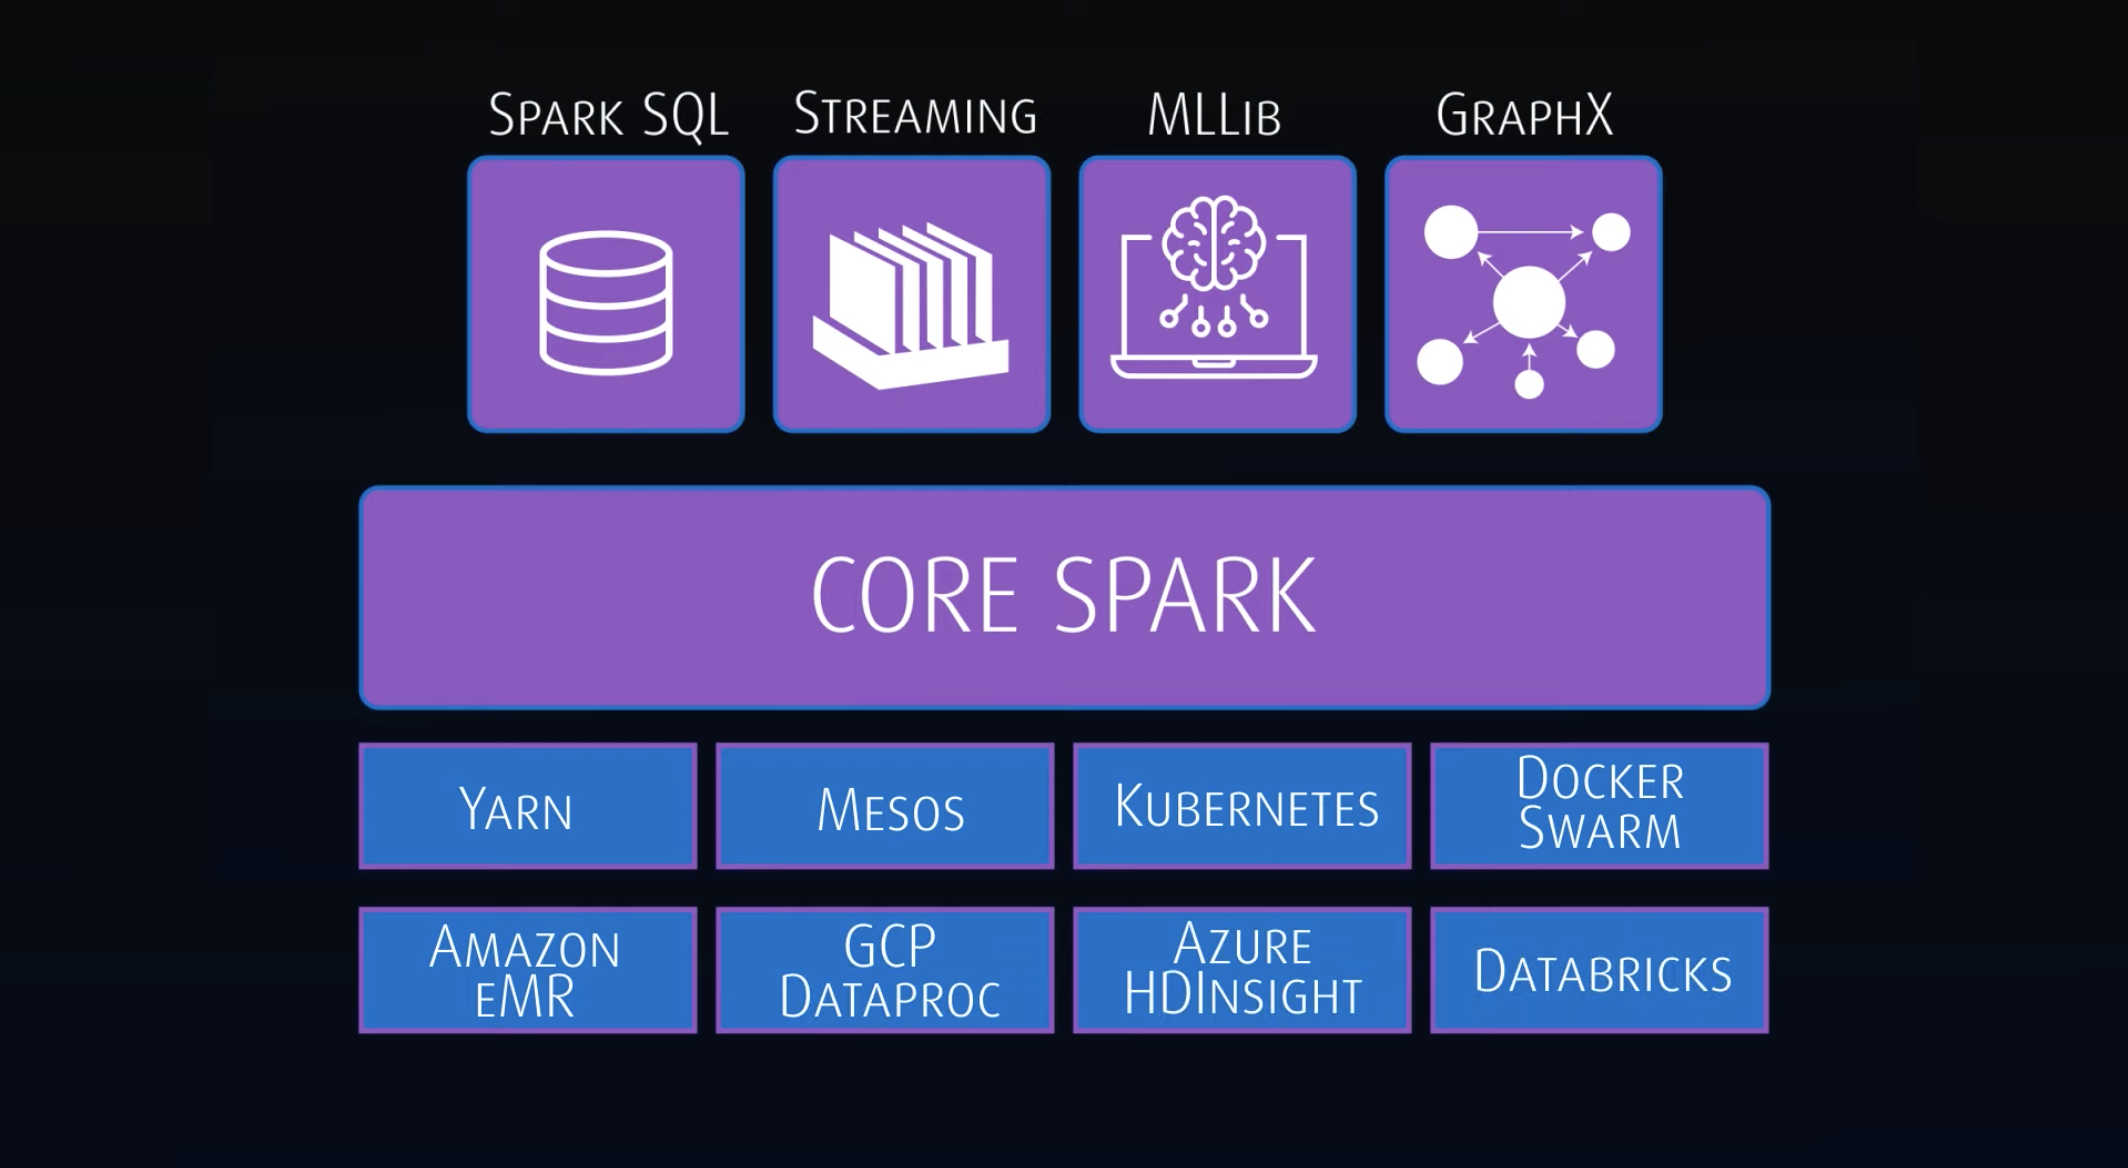 Spark SQL
Streaming
MLLib
GraphX
CORE SPARK
Yarn
Mesos
Kubernetes
Docker
Swarm
Amazon
eMR
GCP
Dataproc
Azure
HDInsight
Databricks